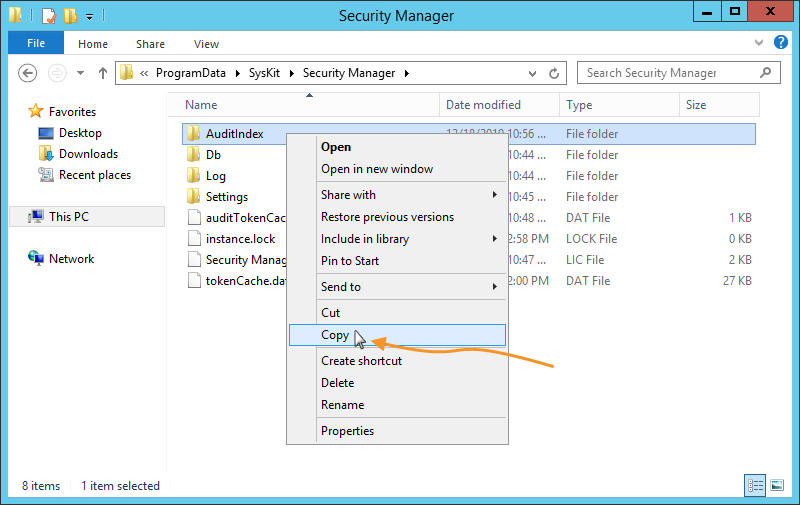 Security Manager
File Home Share View
« ProgramData SysKit Security Manager
Search Security Manager
Name Date modified Type Size
Favorites
Desktop
Downloads
Recent places
This PC
Network
AuditIndex 12/18/2019 10:56 ... File folder
Db 10:44 ... File folder
Log 10:44 ... File folder
Settings 10:45 ... File folder
auditTokenCac 10:48 ... DAT File 1 KB
instance.lock 2:58 PM LOCK File 0 KB
Security Manag 10:47 ... LIC File 2 KB
tokenCache.dat 2:00 PM DAT File 27 KB
Open
Open in new window
Share with
Restore previous versions
Include in library
Pin to Start
Send to
Cut
Copy
Create shortcut
Delete
Rename
Properties
8 items 1 item selected